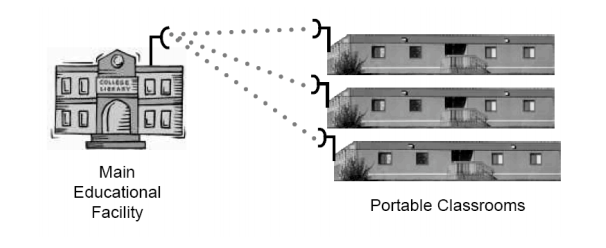 COLLEGE
LIBRARY
Main
Educational
Facility
Portable Classrooms